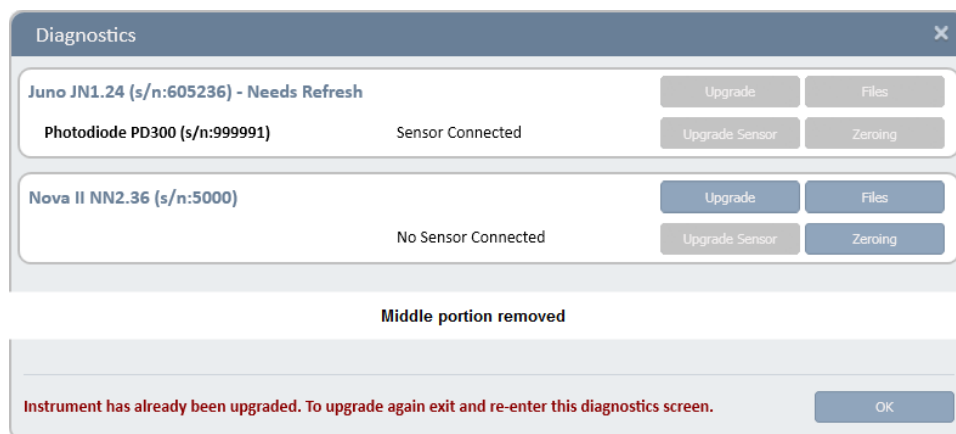 Diagnostics
Juno JN1.24 (s/n:605236) - Needs Refresh Upgrade Files
Photodiode PD300 (s/n:999991) Sensor Connected Upgrade Sensor Zeroing
Nova II NN2.36 (s/n:5000) Upgrade Files
No Sensor Connected Upgrade Sensor Zeroing
Middle portion removed
Instrument has already been upgraded. To upgrade again exit and re-enter this diagnostics screen. OK